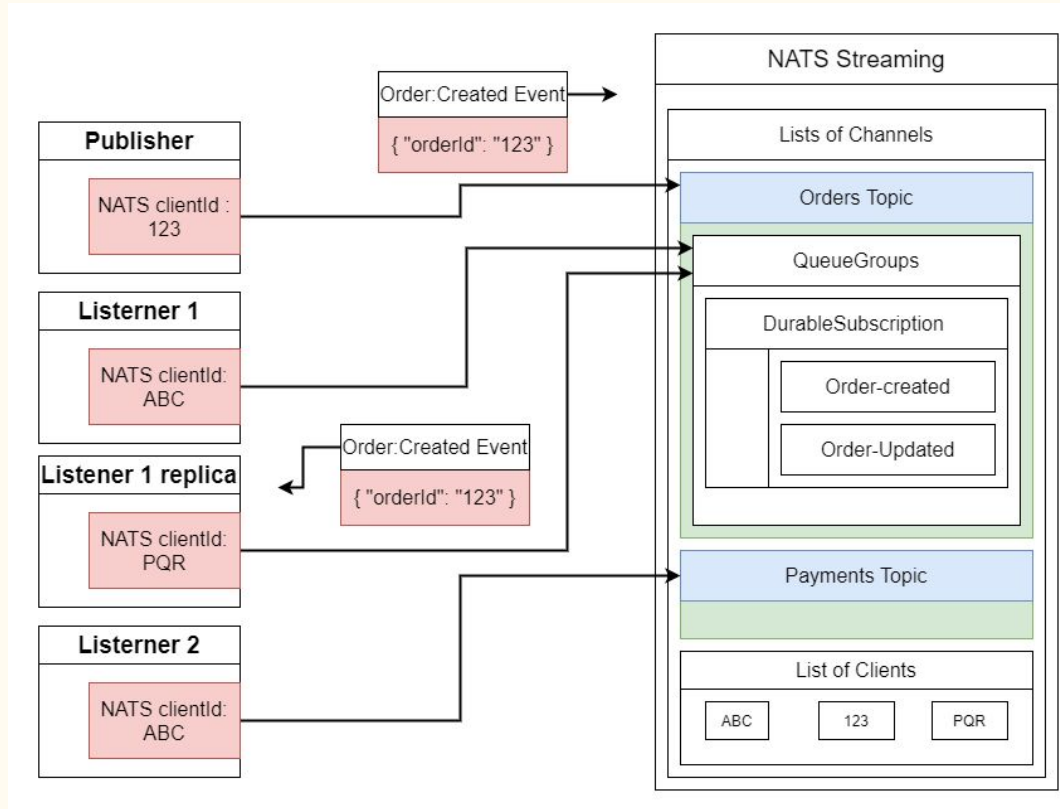 NATS Streaming
Order:Created Event
{ "orderId": "123" }
Lists of Channels
Publisher
NATS clientId :
123
Orders Topic
QueueGroups
Listerner 1
NATS clientId:
ABC
DurableSubscription
Order-created
Order-Updated
Order:Created Event
{ "orderId": "123" }
Listener 1 replica
NATS clientId:
PQR
Payments Topic
Listerner 2
NATS clientId:
ABC
List of Clients
ABC
123
PQR